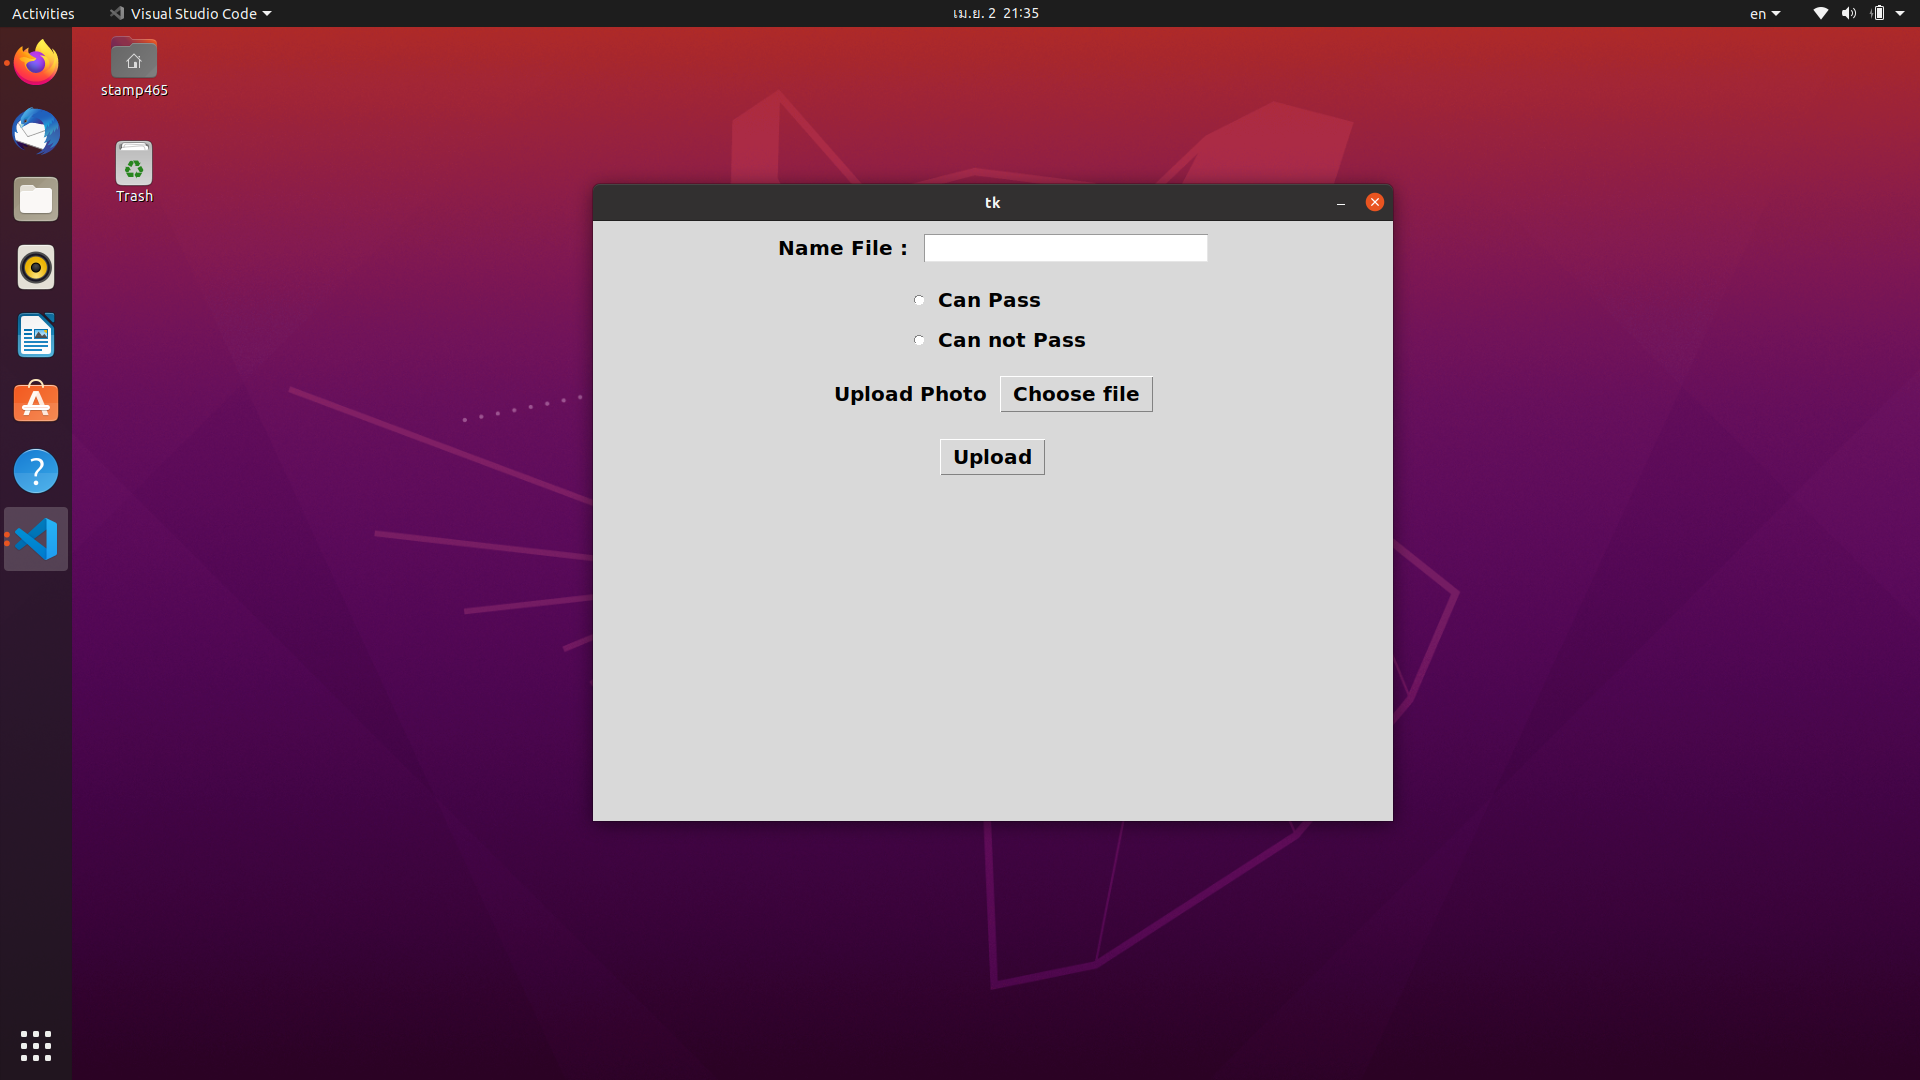 Activities
Visual Studio Code
เม.ย. 2 21:35
en
stamp465
Trash
tk
Name File :
Can Pass
Can not Pass
Upload Photo
Choose file
Upload